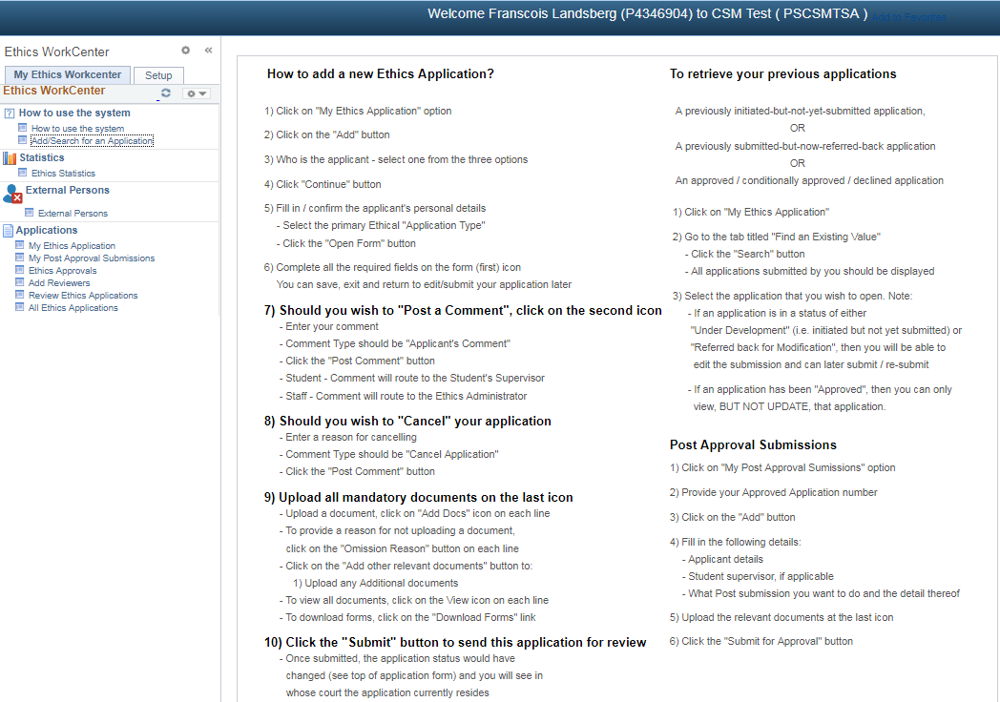 Welcome Franscois Landsberg (P4346904) to CSM Test ( PSCSMTSA )
Add to Favorites
Ethics WorkCenter
My Ethics Workcenter
Setup
Ethics WorkCenter
How to use the system
How to use the system
Add/Search for an Application
Statistics
Ethics Statistics
External Persons
External Persons
Applications
My Ethics Application
My Post Approval Submissions
Ethics Approvals
Add Reviewers
Review Ethics Applications
All Ethics Applications
How to add a new Ethics Application?
1) Click on "My Ethics Application" option
2) Click on the "Add" button
3) Who is the applicant - select one from the three options
4) Click "Continue" button
5) Fill in / confirm the applicant's personal details
- Select the primary Ethical "Application Type"
- Click the "Open Form" button
6) Complete all the required fields on the form (first) icon
You can save, exit and return to edit/submit your application later
7) Should you wish to "Post a Comment", click on the second icon
- Enter your comment
- Comment Type should be "Applicant's Comment"
- Click the "Post Comment" button
- Student - Comment will route to the Student's Supervisor
- Staff - Comment will route to the Ethics Administrator
8) Should you wish to "Cancel" your application
- Enter a reason for cancelling
- Comment Type should be "Cancel Application"
- Click the "Post Comment" button
9) Upload all mandatory documents on the last icon
- Upload a document, click on "Add Docs" icon on each line
- To provide a reason for not uploading a document,
click on the "Omission Reason" button on each line
- Click on the "Add other relevant documents" button to:
1) Upload any Additional documents
- To view all documents, click on the View icon on each line
- To download forms, click on the "Download Forms" link
10) Click the "Submit" button to send this application for review
- Once submitted, the application status would have
changed (see top of application form) and you will see in
whose court the application currently resides
To retrieve your previous applications
A previously initiated-but-not-yet-submitted application,
OR
A previously submitted-but-now-referred-back application
OR
An approved / conditionally approved / declined application
1) Click on "My Ethics Application"
2) Go to the tab titled "Find an Existing Value"
- Click the "Search" button
- All applications submitted by you should be displayed
3) Select the application that you wish to open. Note:
- If an application is in a status of either
"Under Development" (i.e. initiated but not yet submitted) or
"Referred back for Modification", then you will be able to
edit the submission and can later submit / re-submit
- If an application has been "Approved", then you can only
view, BUT NOT UPDATE, that application.
Post Approval Submissions
1) Click on "My Post Approval Sumissions" option
2) Provide your Approved Application number
3) Click on the "Add" button
4) Fill in the following details:
- Applicant details
- Student supervisor, if applicable
- What Post submission you want to do and the detail thereof
5) Upload the relevant documents at the last icon
6) Click the "Submit for Approval" button